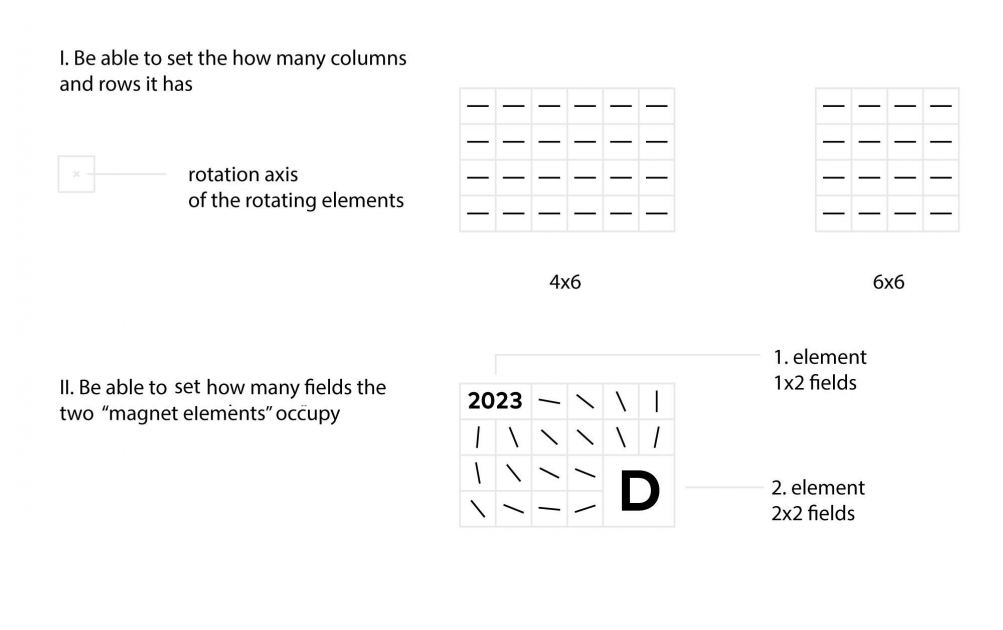 I. Be able to set the how many columns
and rows it has
rotation axis
of the rotating elements
4x6
6x6
II. Be able to set how many fields the
two “magnet elements” occupy
1. element
1x2 fields
2023
D
2. element
2x2 fields